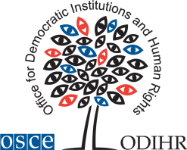 Office for Democratic Institutions and Human Rights
osce ODIHR